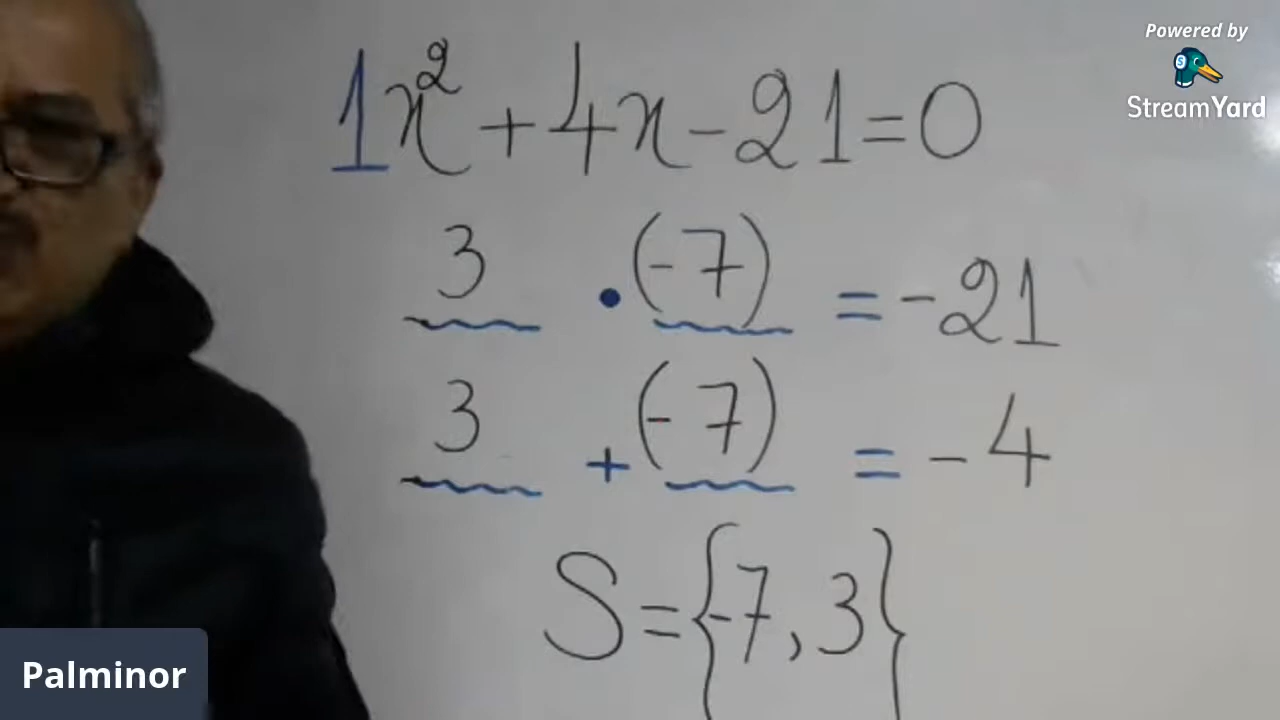 Powered by
StreamYard
1x² + 4x - 21 = 0
3 • (-7) = -21
3 + (-7) = -4
S = {-7, 3}
Palminor